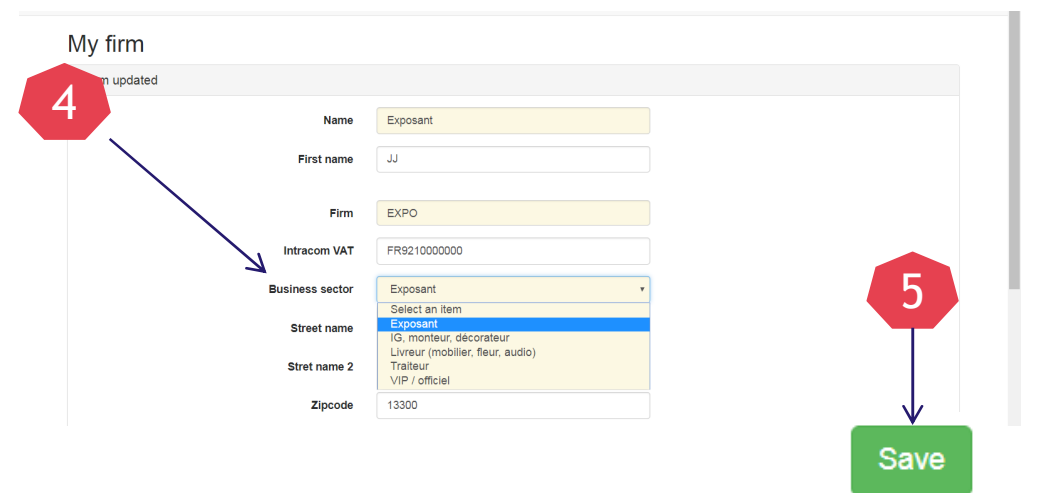 My firm
4
m updated
Name Exposant
First name JJ
Firm EXPO
Intracom VAT FR9210000000
Business sector Exposant
Select an item
Street name Exposant
IG, monteur, décorateur
Livreur (mobilier, fleur, audio)
Stret name 2 Traiteur
VIP / officiel
Zipcode 13300
5
Save